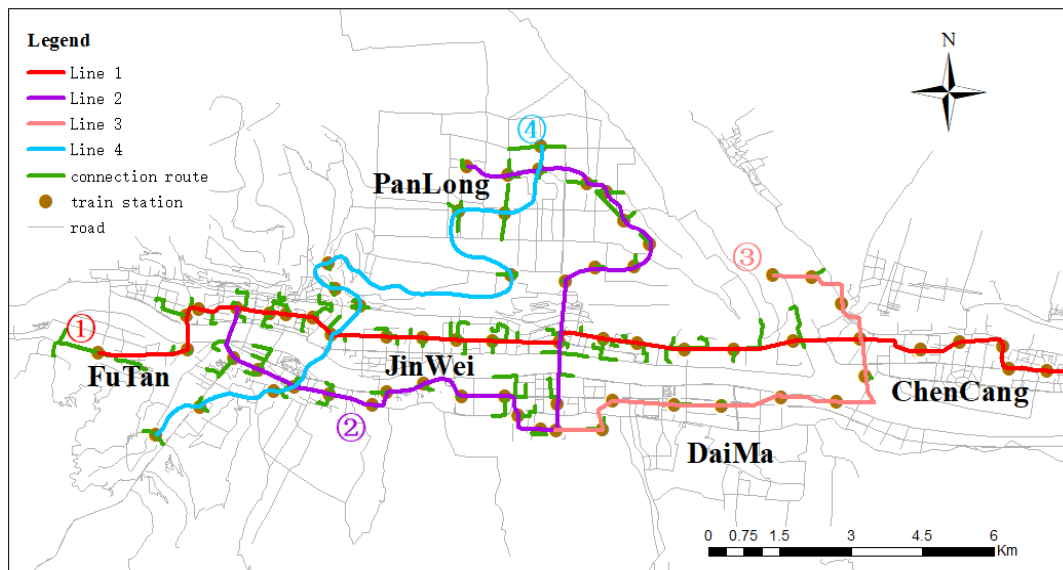 Legend
Line 1
Line 2
Line 3
Line 4
connection route
train station
road
N
④
PanLong
③
①
FuTan
JinWei
ChenCang
②
DaiMa
0 0.75 1.5 3 4.5 6
Km